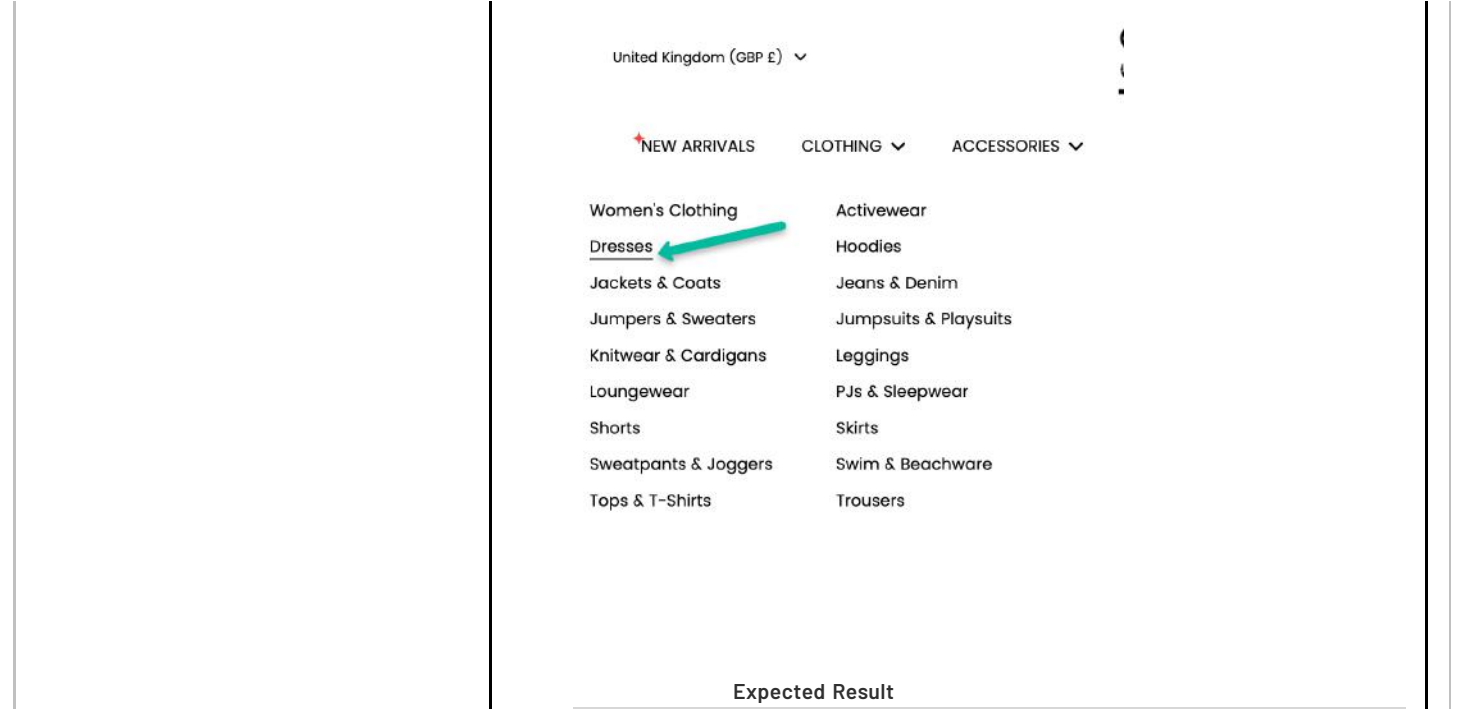 United Kingdom (GBP £)
NEW ARRIVALS CLOTHING ACCESSORIES
Women's Clothing Activewear
Dresses Hoodies
Jackets & Coats Jeans & Denim
Jumpers & Sweaters Jumpsuits & Playsuits
Knitwear & Cardigans Leggings
Loungewear PJs & Sleepwear
Shorts Skirts
Sweatpants & Joggers Swim & Beachware
Tops & T-Shirts Trousers
Expected Result